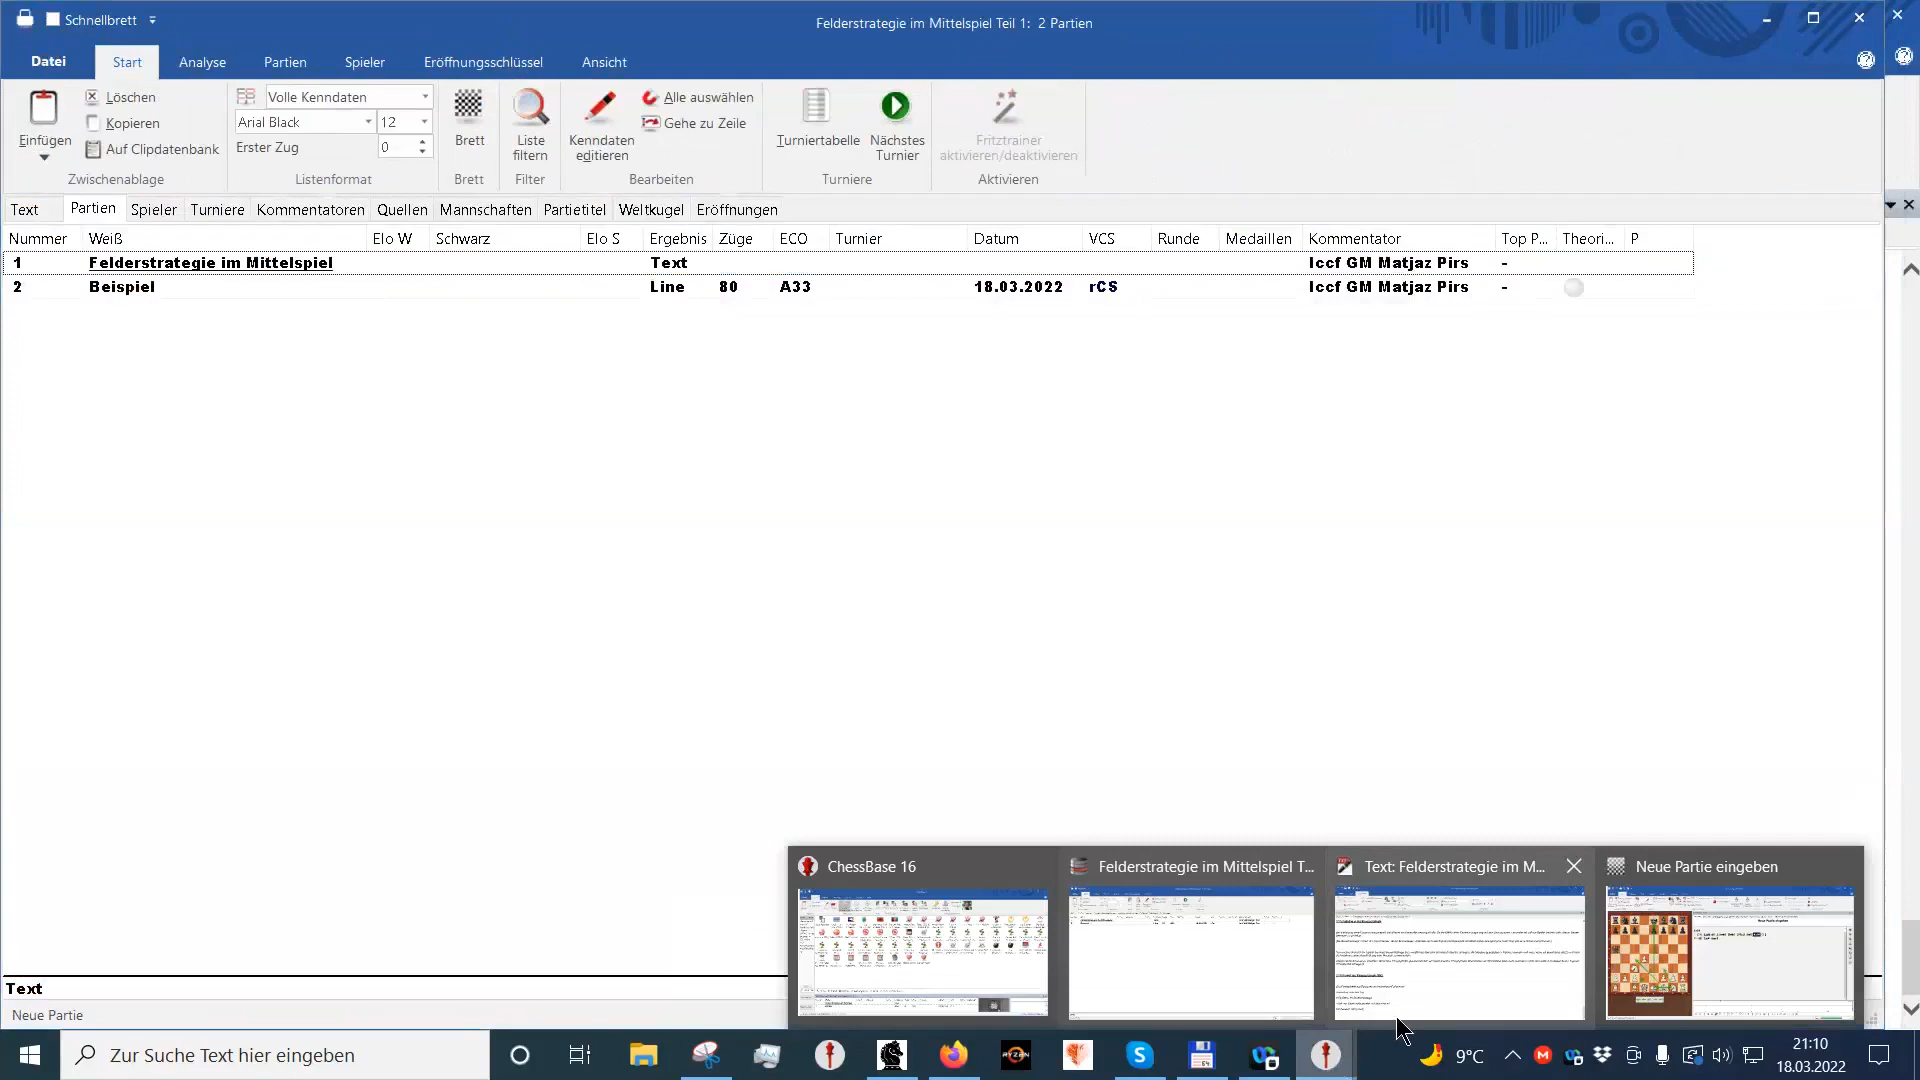 Schnellbrett
Felderstrategie im Mittelspiel Teil 1: 2 Partien
Datei Start Analyse Partien Spieler Eröffnungsschlüssel Ansicht
Einfügen
Löschen
Kopieren
Auf Clipdatenbank
Zwischenablage
Volle Kenndaten
Arial Black 12
Erster Zug 0
Listenformat
Brett
Brett
Liste
filtern
Filter
Kenndaten
editieren
Alle auswählen
Gehe zu Zeile
Bearbeiten
Turniertabelle
Nächstes
Turnier
Turniere
Fritztrainer
aktivieren/deaktivieren
Aktivieren
Text Partien Spieler Turniere Kommentatoren Quellen Mannschaften Partietitel Weltkugel Eröffnungen
Nummer Weiß Elo W Schwarz Elo S Ergebnis Züge ECO Turnier Datum VCS Runde Medaillen Kommentator Top P... Theori... P
1 Felderstrategie im Mittelspiel Text Iccf GM Matjaz Pirs -
2 Beispiel Line 80 A33 18.03.2022 rCS Iccf GM Matjaz Pirs -
ChessBase 16
Felderstrategie im Mittelspiel T...
Text: Felderstrategie im M...
Neue Partie eingeben
Text
Neue Partie
Zur Suche Text hier eingeben
RYZEN
9°C
21:10
18.03.2022